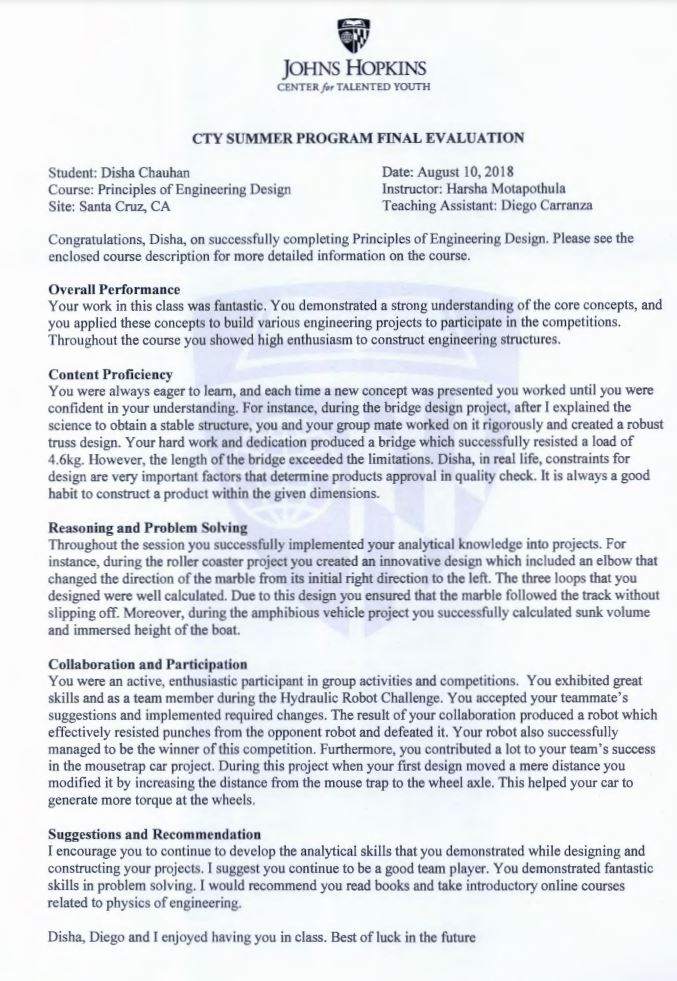 JOHNS HOPKINS
CENTER for TALENTED YOUTH
CTY SUMMER PROGRAM FINAL EVALUATION
Student: Disha Chauhan
Date: August 10, 2018
Course: Principles of Engineering Design
Instructor: Harsha Motapothula
Site: Santa Cruz, CA
Teaching Assistant: Diego Carranza
Congratulations, Disha, on successfully completing Principles of Engineering Design. Please see the
enclosed course description for more detailed information on the course.
Overall Performance
Your work in this class was fantastic. You demonstrated a strong understanding of the core concepts, and
you applied these concepts to build various engineering projects to participate in the competitions.
Throughout the course you showed high enthusiasm to construct engineering structures.
Content Proficiency
You were always eager to learn, and each time a new concept was presented you worked until you were
confident in your understanding. For instance, during the bridge design project, after I explained the
science to obtain a stable structure, you and your group mate worked on it rigorously and created a robust
truss design. Your hard work and dedication produced a bridge which successfully resisted a load of
4.6kg. However, the length of the bridge exceeded the limitations. Disha, in real life, constraints for
design are very important factors that determine products approval in quality check. It is always a good
habit to construct a product within the given dimensions.
Reasoning and Problem Solving
Throughout the session you successfully implemented your analytical knowledge into projects. For
instance, during the roller coaster project you created an innovative design which included an elbow that
changed the direction of the marble from its initial right direction to the left. The three loops that you
designed were well calculated. Due to this design you ensured that the marble followed the track without
slipping off. Moreover, during the amphibious vehicle project you successfully calculated sunk volume
and immersed height of the boat.
Collaboration and Participation
You were an active, enthusiastic participant in group activities and competitions. You exhibited great
skills and as a team member during the Hydraulic Robot Challenge. You accepted your teammate's
suggestions and implemented required changes. The result of your collaboration produced a robot which
effectively resisted punches from the opponent robot and defeated it. Your robot also successfully
managed to be the winner of this competition. Furthermore, you contributed a lot to your team's success
in the mousetrap car project. During this project when your first design moved a mere distance you
modified it by increasing the distance from the mouse trap to the wheel axle. This helped your car to
generate more torque at the wheels.
Suggestions and Recommendation
I encourage you to continue to develop the analytical skills that you demonstrated while designing and
constructing your projects. I suggest you continue to be a good team player. You demonstrated fantastic
skills in problem solving. I would recommend you read books and take introductory online courses
related to physics of engineering.
Disha, Diego and I enjoyed having you in class. Best of luck in the future